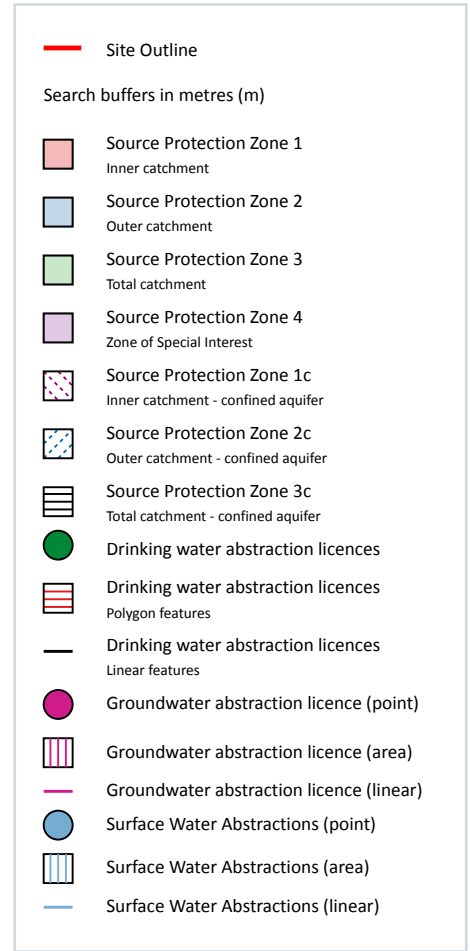 Site Outline
Search buffers in metres (m)
Source Protection Zone 1
Inner catchment
Source Protection Zone 2
Outer catchment
Source Protection Zone 3
Total catchment
Source Protection Zone 4
Zone of Special Interest
Source Protection Zone 1c
Inner catchment - confined aquifer
Source Protection Zone 2c
Outer catchment - confined aquifer
Source Protection Zone 3c
Total catchment - confined aquifer
Drinking water abstraction licences
Drinking water abstraction licences
Polygon features
Drinking water abstraction licences
Linear features
Groundwater abstraction licence (point)
Groundwater abstraction licence (area)
Groundwater abstraction licence (linear)
Surface Water Abstractions (point)
Surface Water Abstractions (area)
Surface Water Abstractions (linear)